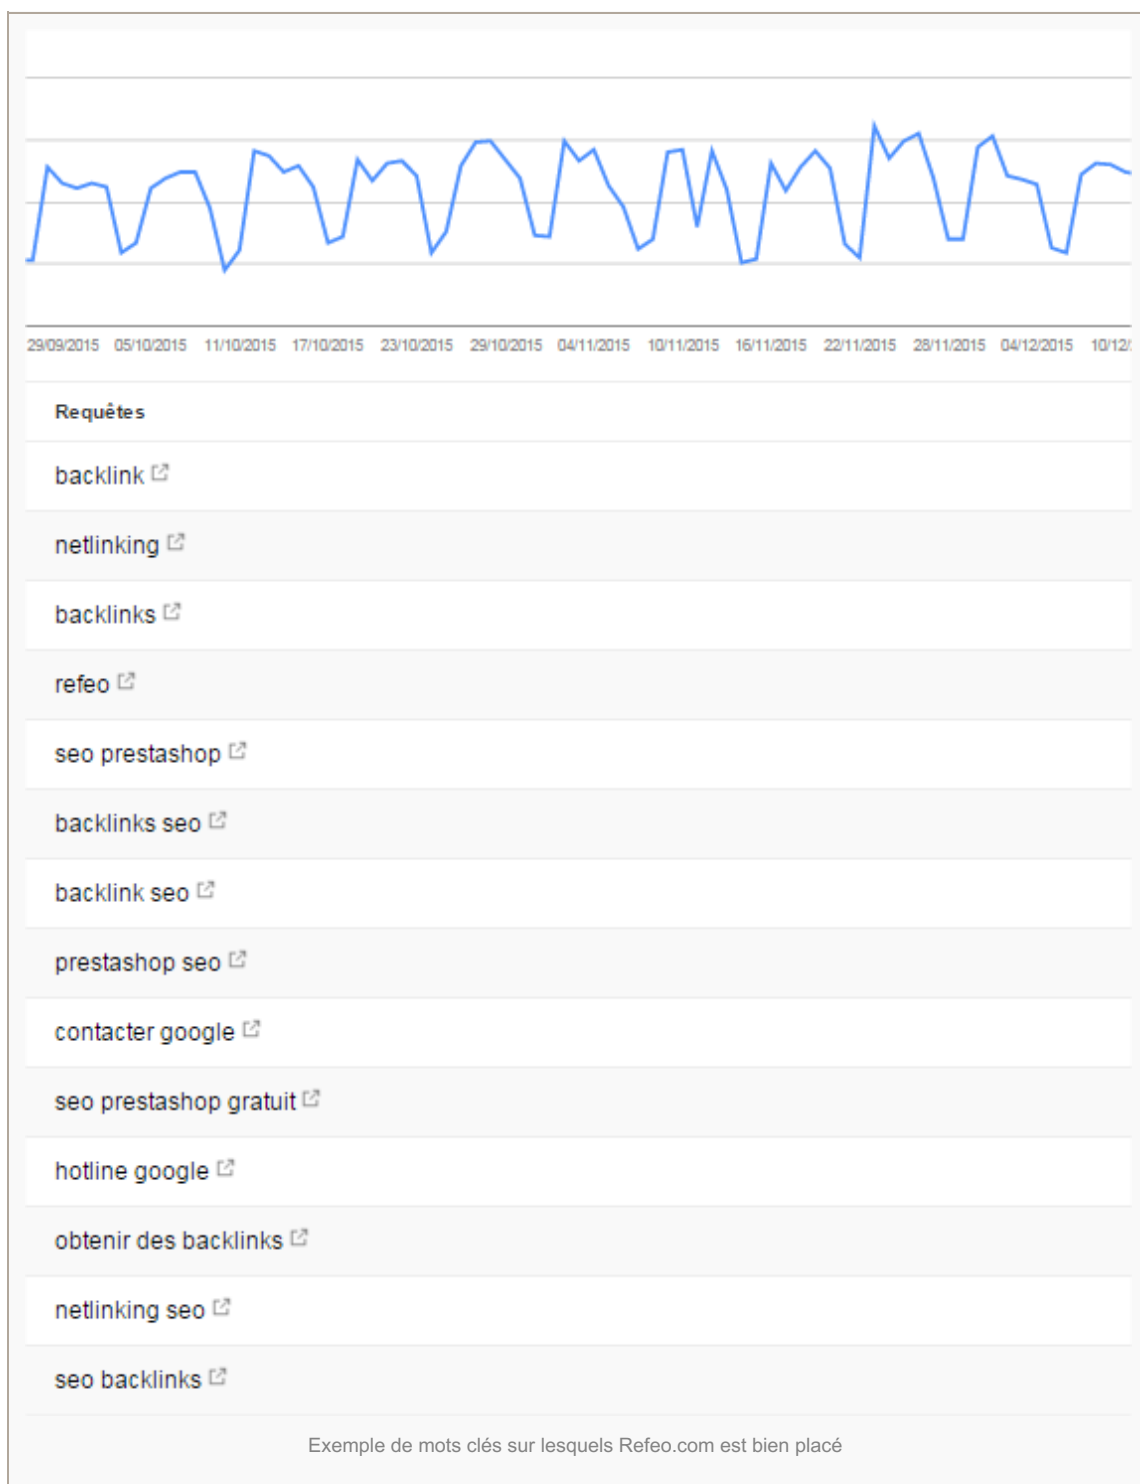 29/09/2015 05/10/2015 11/10/2015 17/10/2015 23/10/2015 29/10/2015 04/11/2015 10/11/2015 16/11/2015 22/11/2015 28/11/2015 04/12/2015 10/12/
Requêtes
backlink
netlinking
backlinks
refeo
seo prestashop
backlinks seo
backlink seo
prestashop seo
contacter google
seo prestashop gratuit
hotline google
obtenir des backlinks
netlinking seo
seo backlinks
Exemple de mots clés sur lesquels Refeo.com est bien placé